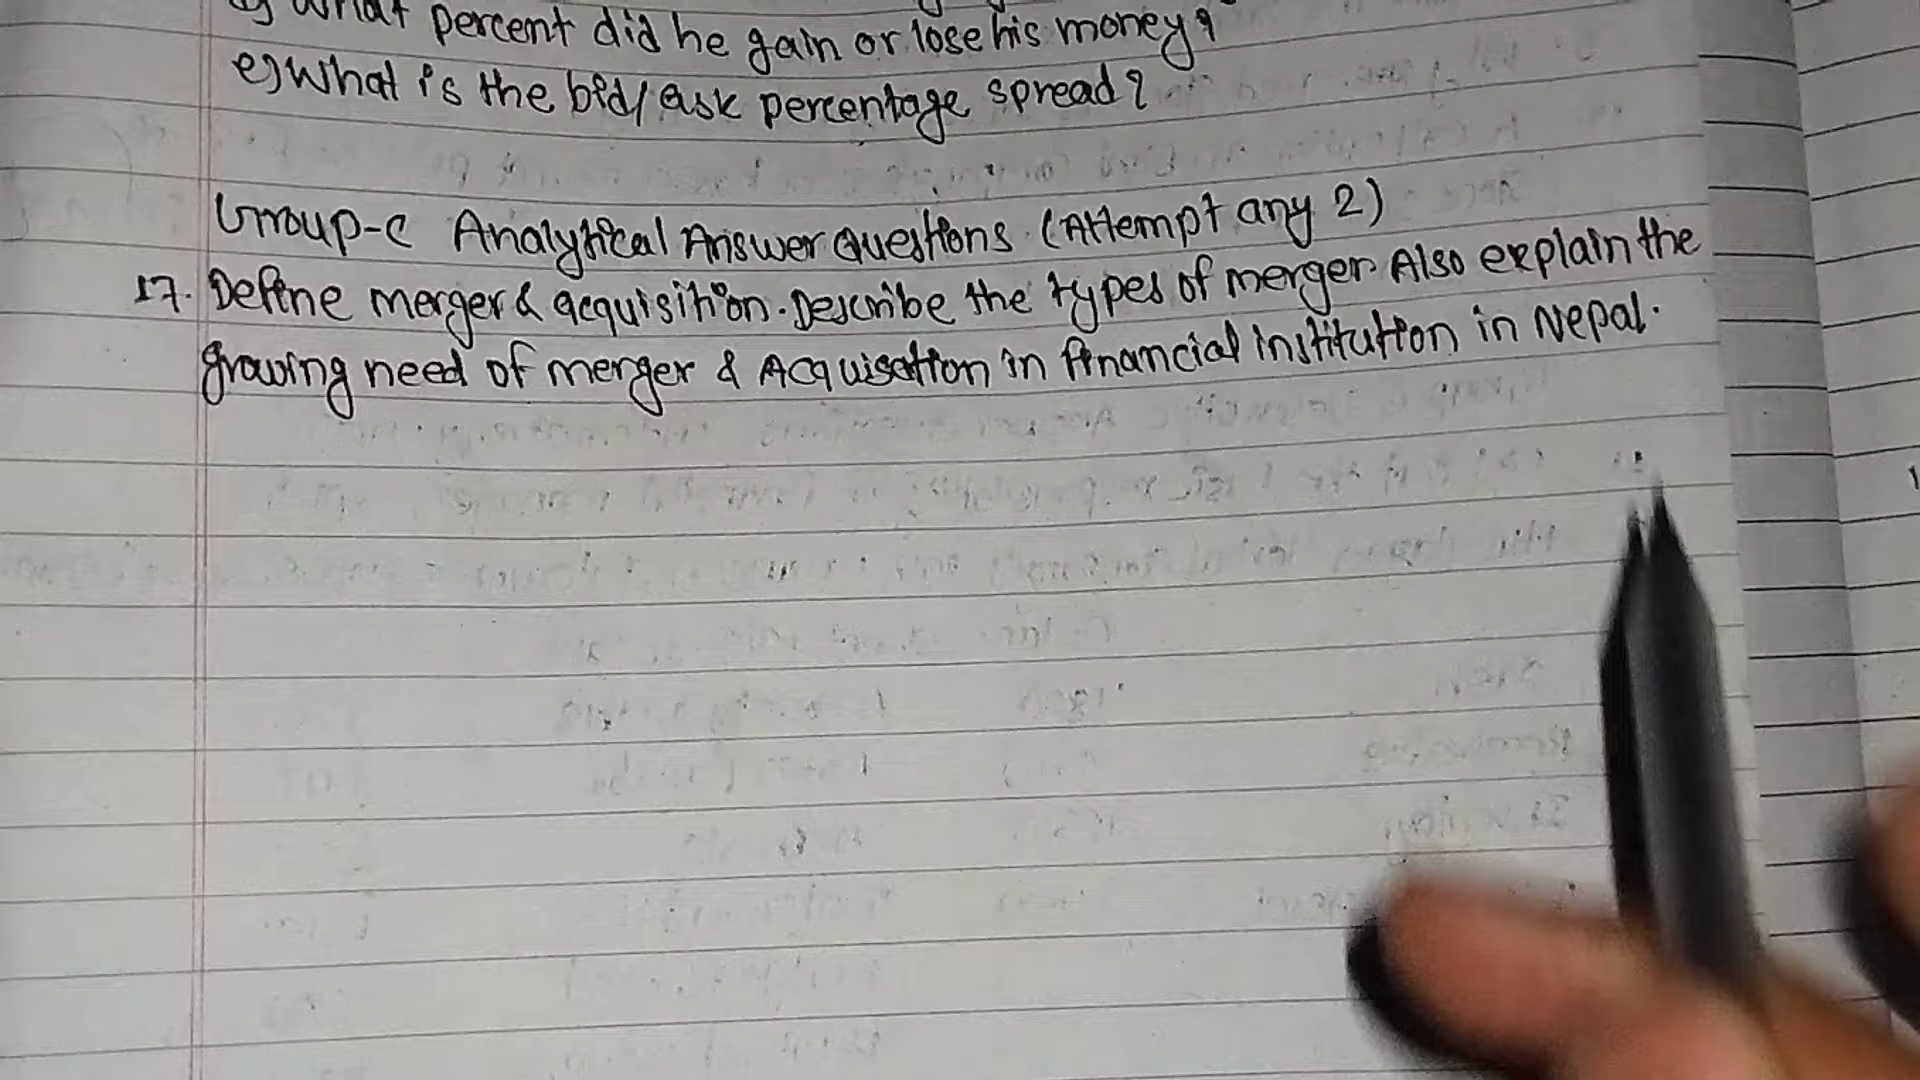 what percent did he gain or lose his money?
e) What is the bid/ask percentage spread?
Group-C Analytical Answer Questions (Attempt any 2)
17. Define merger & acquisition. Describe the types of merger. Also explain the
growing need of merger & Acquisation in financial institution in Nepal.